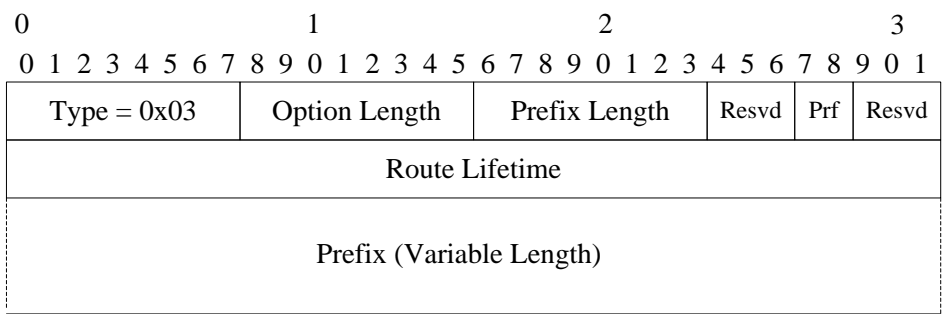 0 1 2 3
0 1 2 3 4 5 6 7 8 9 0 1 2 3 4 5 6 7 8 9 0 1 2 3 4 5 6 7 8 9 0 1
Type = 0x03 Option Length Prefix Length Resvd Prf Resvd
Route Lifetime
Prefix (Variable Length)